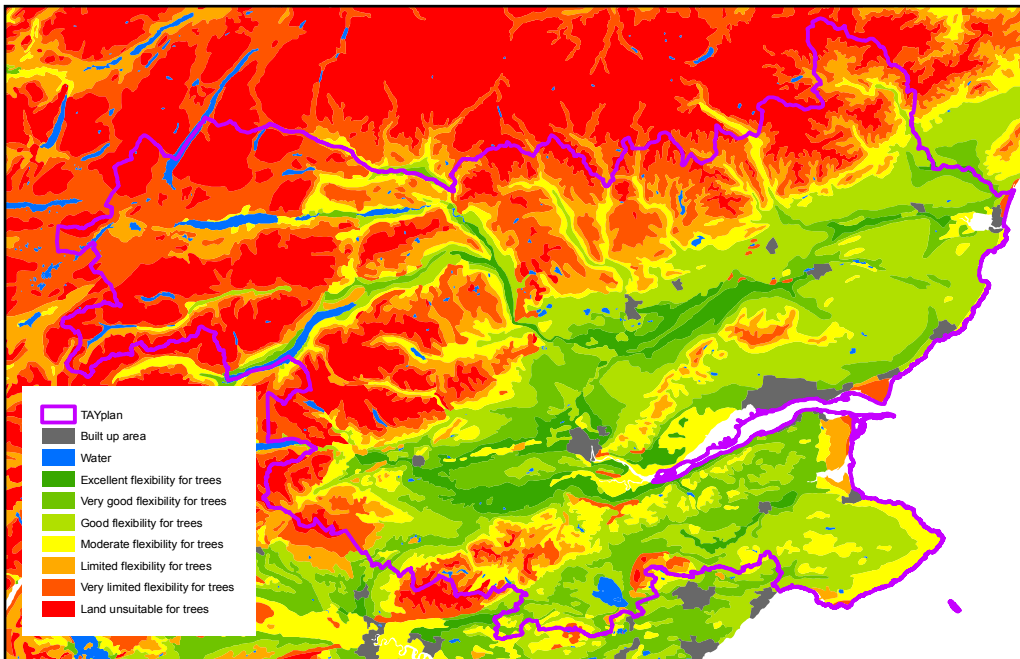 TAYplan
Built up area
Water
Excellent flexibility for trees
Very good flexibility for trees
Good flexibility for trees
Moderate flexibility for trees
Limited flexibility for trees
Very limited flexibility for trees
Land unsuitable for trees